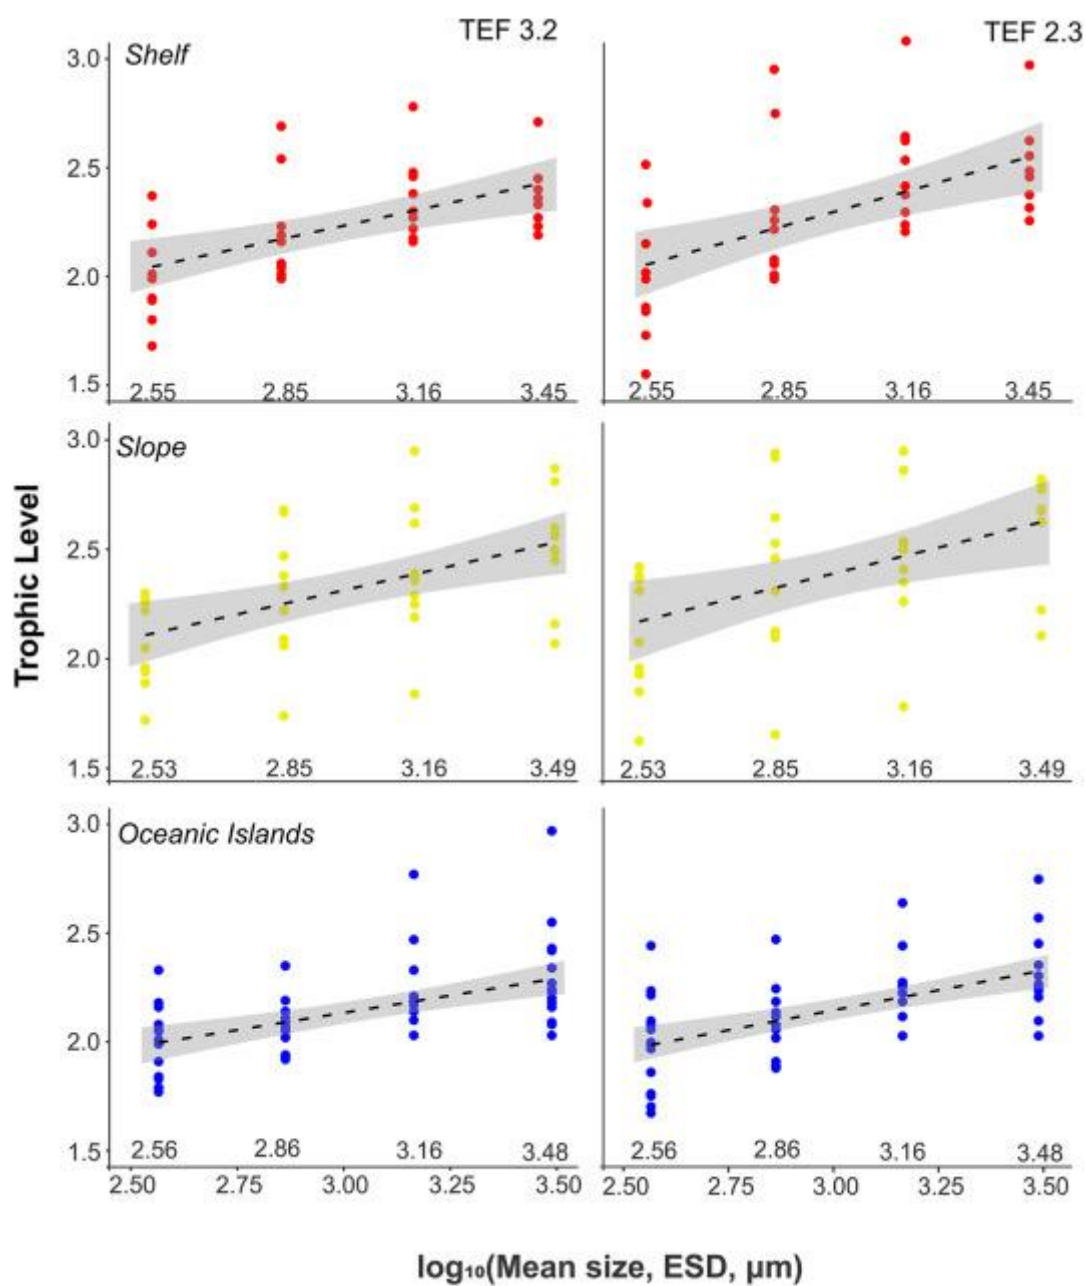 TEF 3.2
TEF 2.3
Shelf
3.0
2.5
2.0
1.5
2.55 2.85 3.16 3.45
2.55 2.85 3.16 3.45
Slope
3.0
2.5
2.0
1.5
2.53 2.85 3.16 3.49
2.53 2.85 3.16 3.49
Trophic Level
Oceanic Islands
3.0
2.5
2.0
1.5
2.56 2.86 3.16 3.48
2.56 2.86 3.16 3.48
2.50 2.75 3.00 3.25 3.50
2.50 2.75 3.00 3.25 3.50
log₁₀(Mean size, ESD, μm)